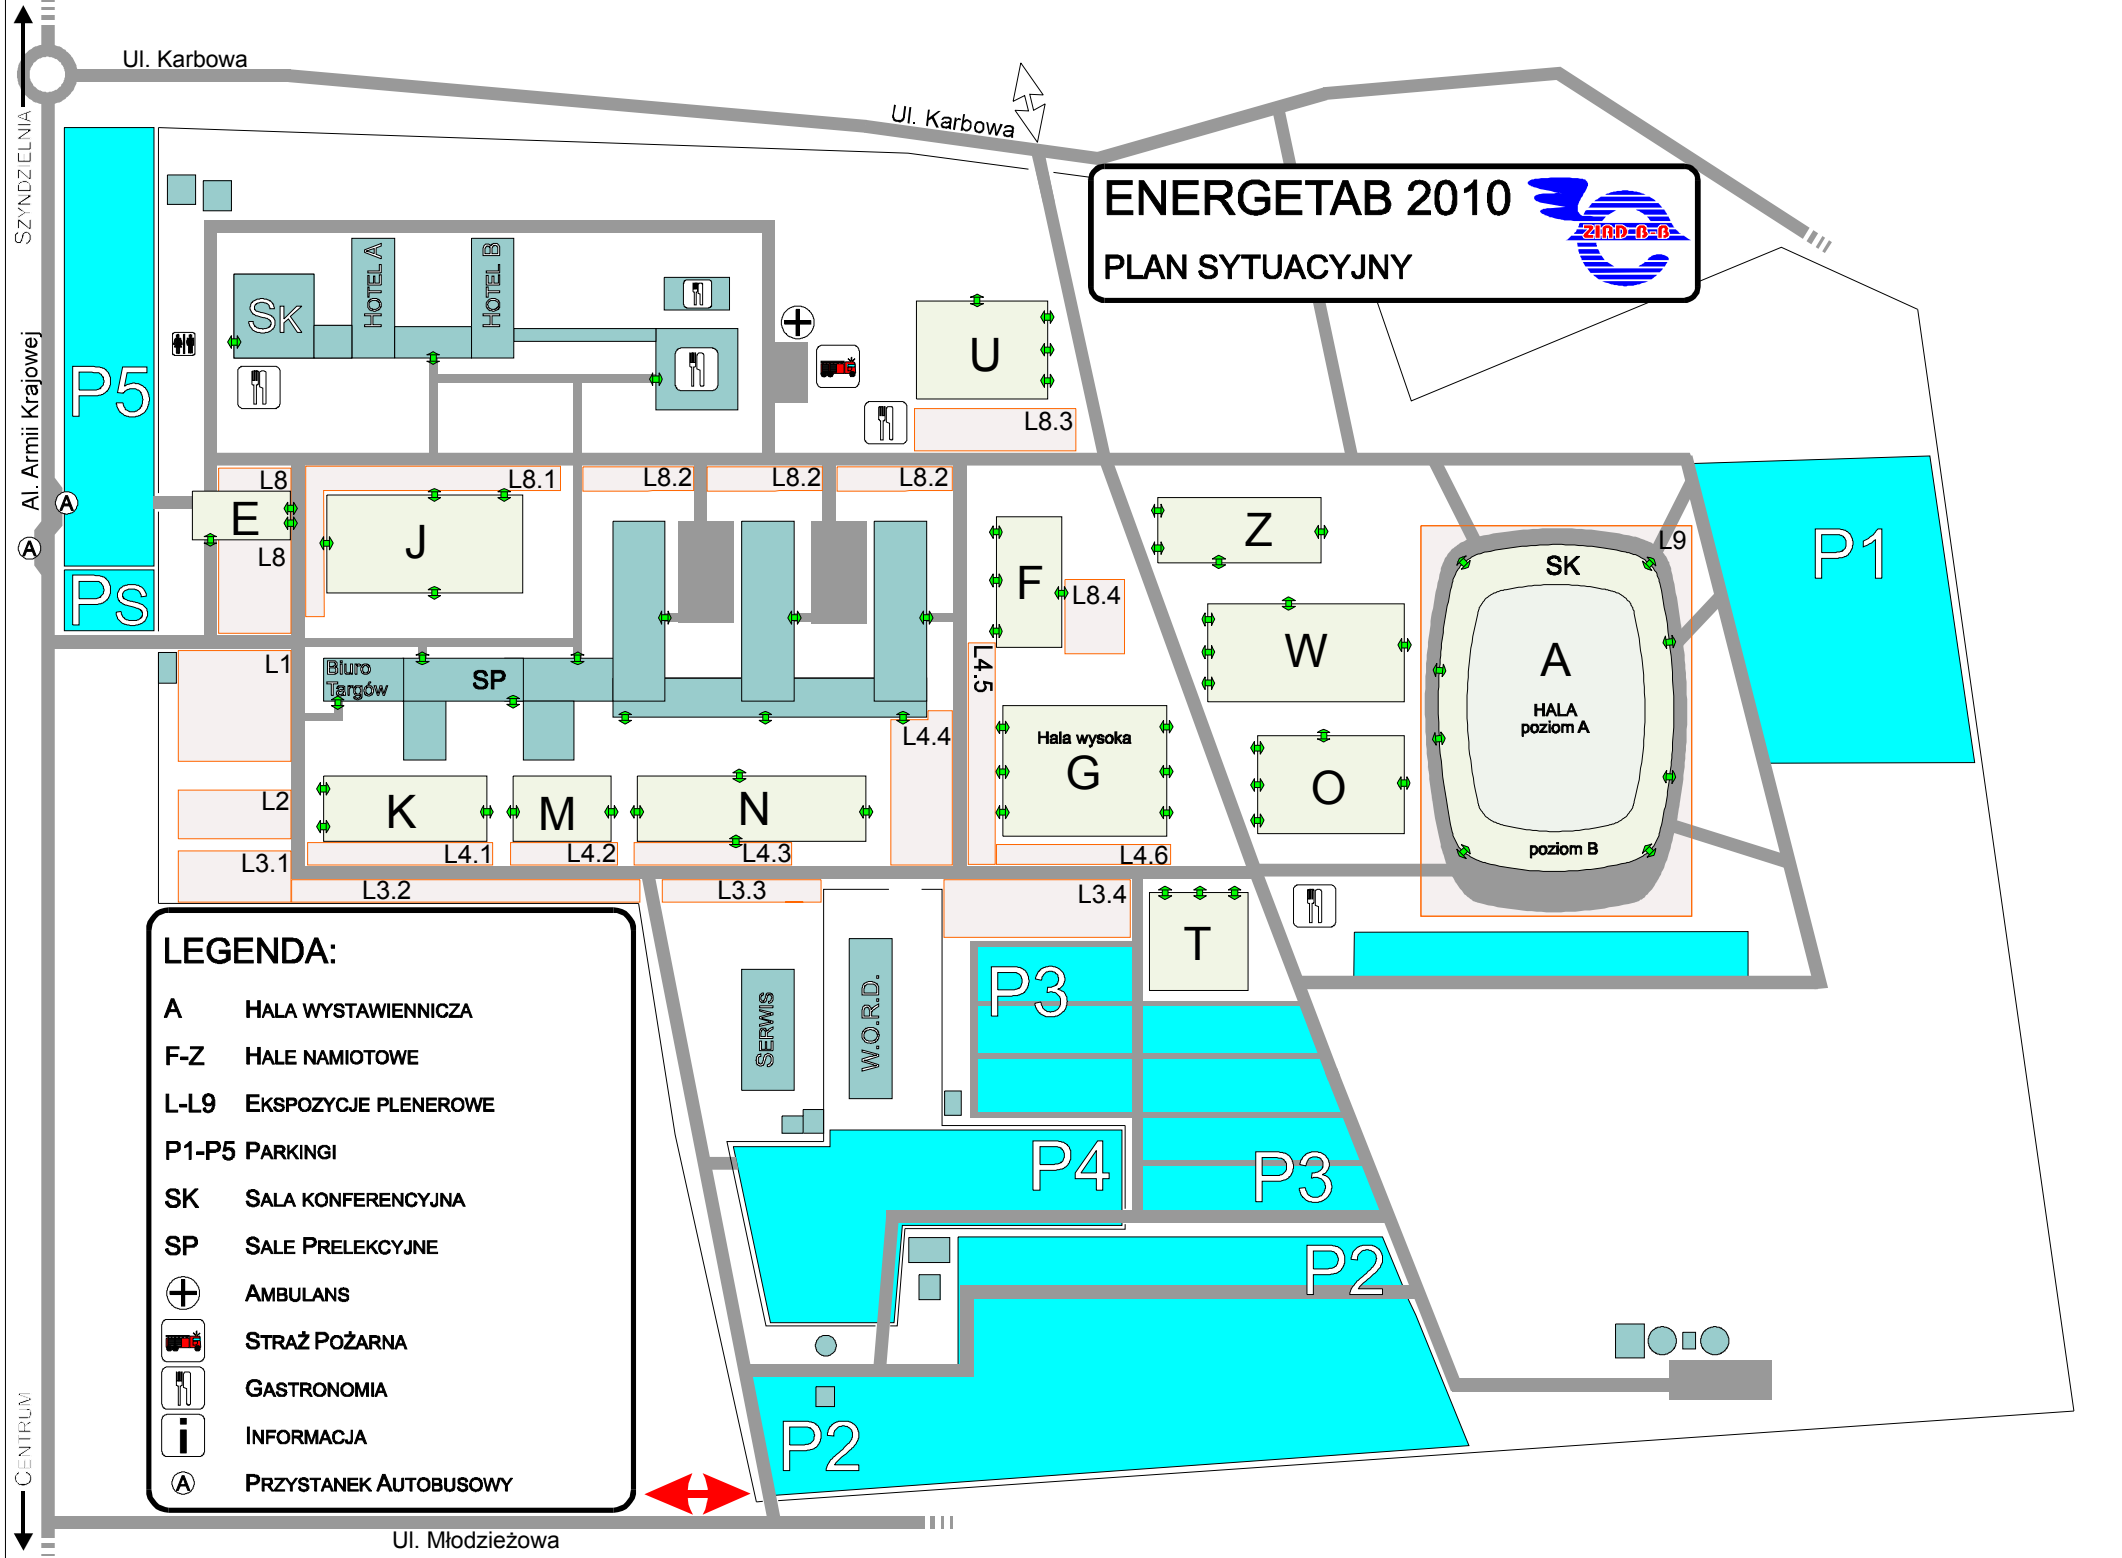 Ul. Karbowa
Ul. Karbowa
SZYNDZIELNIA
ENERGETAB 2010
ZIAD B-B
PLAN SYTUACYJNY
HOTEL A
HOTEL B
SK
U
Al. Armii Krajowej
P5
L8.3
L8
L8.1
L8.2
L8.2
L8.2
A
E
J
Z
L9
A
L8
F
L8.4
SK
P1
PS
L1
Biuro
Targów
SP
L4.5
W
A
HALA
poziom A
L4.4
Hala wysoka
G
O
L2
K
M
N
poziom B
L3.1
L4.1
L4.2
L4.3
L4.6
L3.2
L3.3
L3.4
T
P3
SERWIS
W.O.R.D.
P4
P3
P2
P2
LEGENDA:
A HALA WYSTAWIENNICZA
F-Z HALE NAMIOTOWE
L-L9 EKSPOZYCJE PLENEROWE
P1-P5 PARKINGI
SK SALA KONFERENCYJNA
SP SALE PRELEKCYJNE
AMBULANS
STRAŻ POŻARNA
GASTRONOMIA
i INFORMACJA
A PRZYSTANEK AUTOBUSOWY
CENTRUM
Ul. Młodzieżowa